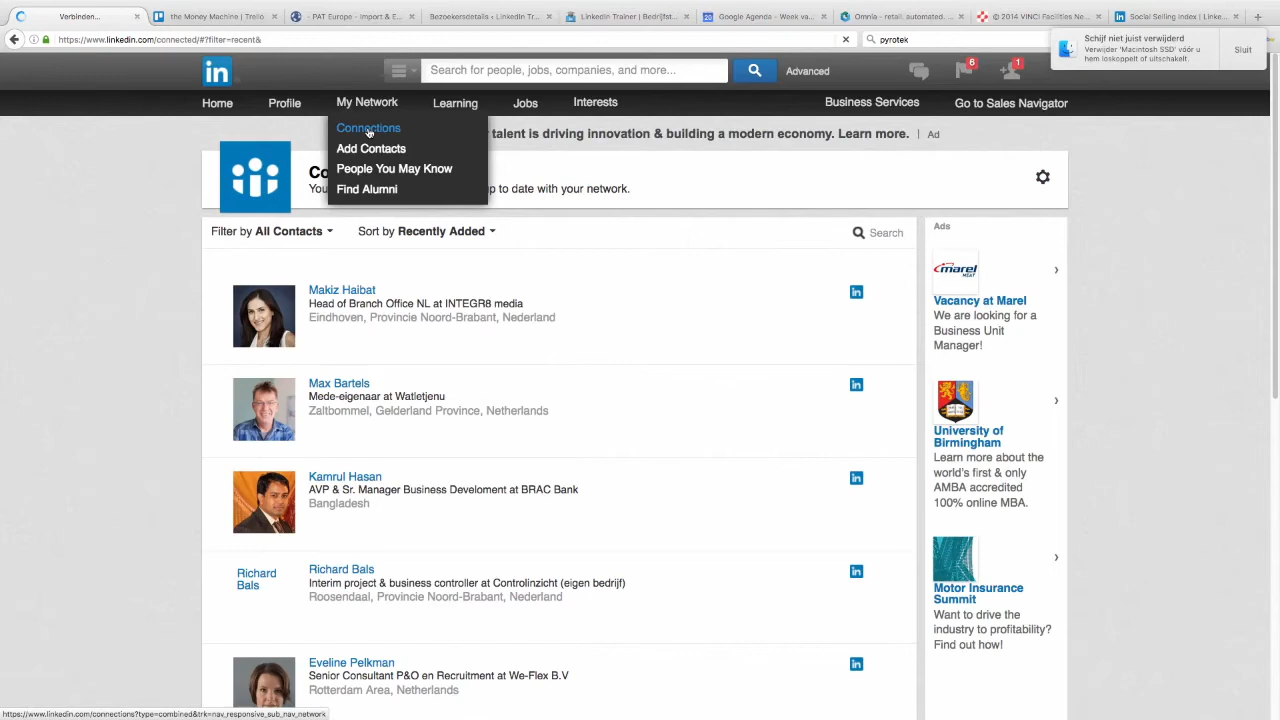 Verbinden...
the Money Machine | Trello
- PAT Europe - Import & E...
Bezoekersdetails • LinkedIn Tr...
LinkedIn Trainer | Bedrijfst...
Google Agenda - Week va...
Omnia - retail, automated. ...
© 2014 VINCI Facilities Ne...
Social Selling Index | Linke...
https://www.linkedin.com/connected/#?filter=recent&
pyrotek
Schijf niet juist verwijderd
Verwijder 'Macintosh SSD' vóór u
hem loskoppelt of uitschakelt.
Sluit
in
Search for people, jobs, companies, and more...
Advanced
6
1
Home
Profile
My Network
Learning
Jobs
Interests
Business Services
Go to Sales Navigator
Connections
Add Contacts
People You May Know
Find Alumni
talent is driving innovation & building a modern economy. Learn more. | Ad
Co
You
p to date with your network.
Filter by All Contacts
Sort by Recently Added
Search
Makiz Haibat
Head of Branch Office NL at INTEGR8 media
Eindhoven, Provincie Noord-Brabant, Nederland
in
Max Bartels
Mede-eigenaar at Watletjenu
Zaltbommel, Gelderland Province, Netherlands
in
Kamrul Hasan
AVP & Sr. Manager Business Develoment at BRAC Bank
Bangladesh
in
Richard
Bals
Richard Bals
Interim project & business controller at Controlinzicht (eigen bedrijf)
Roosendaal, Provincie Noord-Brabant, Nederland
in
Eveline Pelkman
Senior Consultant P&O en Recruitment at We-Flex B.V
Rotterdam Area, Netherlands
in
Ads
marel
MEAT
Vacancy at Marel
We are looking for a
Business Unit
Manager!
University of
Birmingham
Learn more about the
world's first & only
AMBA accredited
100% online MBA.
Motor Insurance
Summit
Want to drive the
industry to profitability?
Find out how!
https://www.linkedin.com/connections?type=combined&trk=nav_responsive_sub_nav_network